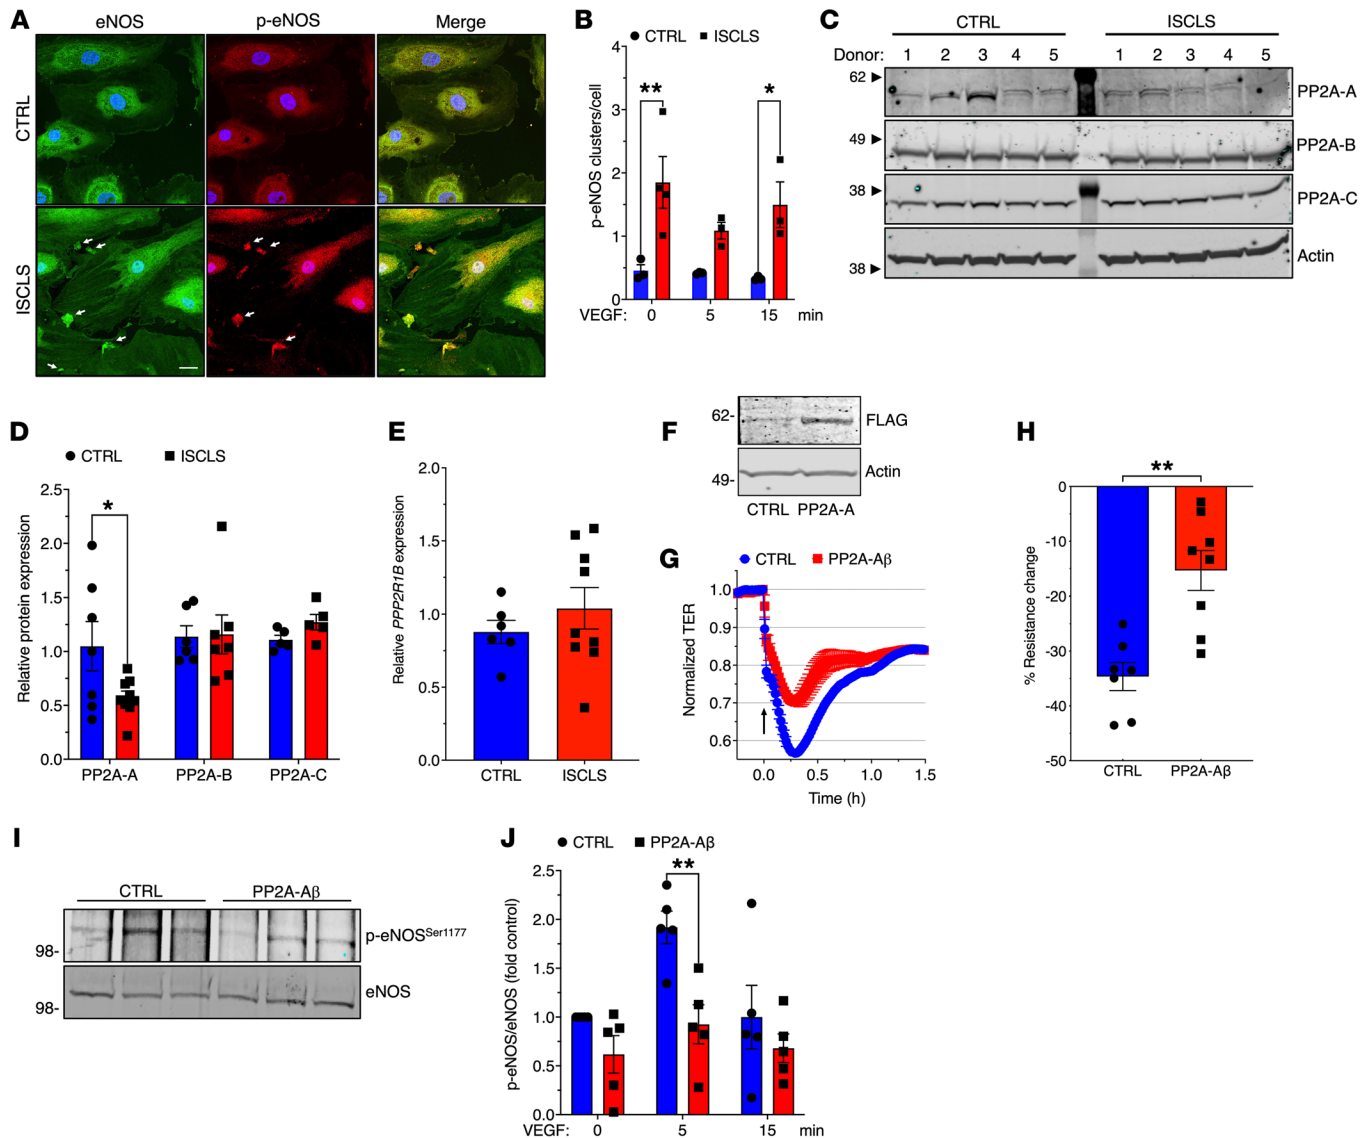 A
eNOS
p-eNOS
Merge
CTRL
ISCLS
B
CTRL
ISCLS
p-eNOS clusters/cell
4
3
2
1
0
**
*
VEGF:
0
5
15
min
C
CTRL
ISCLS
Donor:
1
2
3
4
5
1
2
3
4
5
62
PP2A-A
49
PP2A-B
38
PP2A-C
38
Actin
D
CTRL
ISCLS
Relative protein expression
2.5
2.0
1.5
1.0
0.5
0.0
*
PP2A-A
PP2A-B
PP2A-C
E
Relative PPP2R1B expression
2.0
1.5
1.0
0.5
0.0
CTRL
ISCLS
F
62-
FLAG
49-
Actin
CTRL
PP2A-A
G
CTRL
PP2A-Aβ
Normalized TER
1.0
0.9
0.8
0.7
0.6
0.0
0.5
1.0
1.5
Time (h)
H
**
% Resistance change
0
-10
-20
-30
-40
-50
CTRL
PP2A-Aβ
I
CTRL
PP2A-Aβ
98-
p-eNOSSer1177
98-
eNOS
J
CTRL
PP2A-Aβ
p-eNOS/eNOS (fold control)
2.5
2.0
1.5
1.0
0.5
0.0
**
VEGF:
0
5
15
min